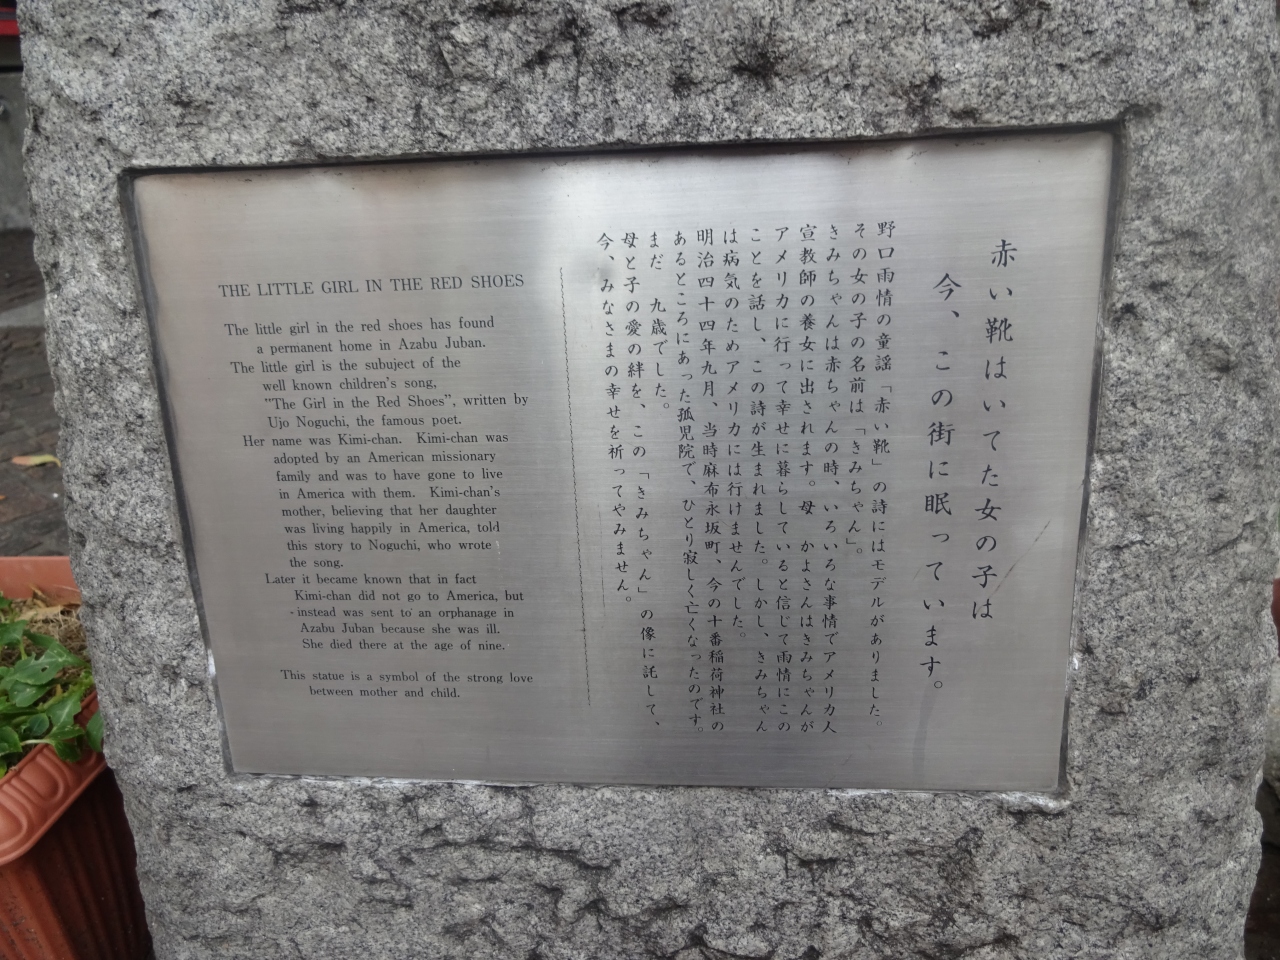 赤い靴はいてた女の子は
今、この街に眠っています。
野口雨情の童謡「赤い靴」の詩にはモデルがありました。
その女の子の名前は「きみちゃん」。
きみちゃんは赤ちゃんの時、いろいろな事情でアメリカ人
宣教師の養女に出されます。母 かよさんはきみちゃんが
アメリカに行って幸せに暮らしていると信じて雨情にこの
ことを話し、この詩が生まれました。しかし、きみちゃん
は病気のためアメリカには行けませんでした。
明治四十四年九月、当時麻布永坂町、今の十番稲荷神社の
あるところにあった孤児院で、ひとり寂しく亡くなったのです。
まだ 九歳でした。
母と子の愛の絆を、この「きみちゃん」の像に託して、
今、みなさまの幸せを祈ってやみません。
THE LITTLE GIRL IN THE RED SHOES
The little girl in the red shoes has found
a permanent home in Azabu Juban.
The little girl is the subuject of the
well known children's song,
"The Girl in the Red Shoes", written by
Ujo Noguchi, the famous poet.
Her name was Kimi-chan. Kimi-chan was
adopted by an American missionary
family and was to have gone to live
in America with them. Kimi-chan's
mother, believing that her daughter
was living happily in America, told
this story to Noguchi, who wrote
the song.
Later it became known that in fact
Kimi-chan did not go to America, but
instead was sent to an orphanage in
Azabu Juban because she was ill.
She died there at the age of nine.
This statue is a symbol of the strong love
between mother and child.